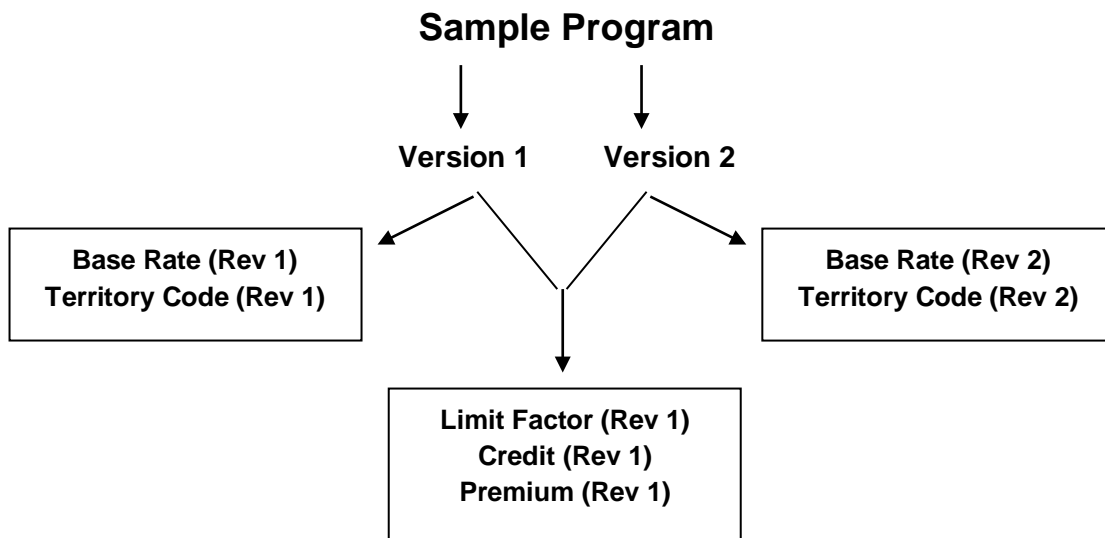 Sample Program
Version 1
Version 2
Base Rate (Rev 1)
Territory Code (Rev 1)
Base Rate (Rev 2)
Territory Code (Rev 2)
Limit Factor (Rev 1)
Credit (Rev 1)
Premium (Rev 1)